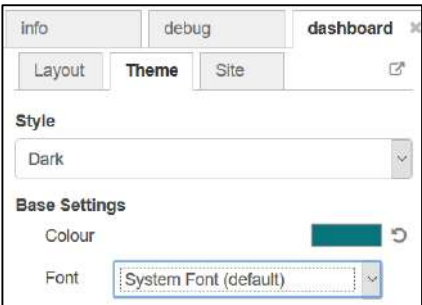 info debug dashboard
Layout Theme Site
Style
Dark
Base Settings
Colour
Font System Font (default)